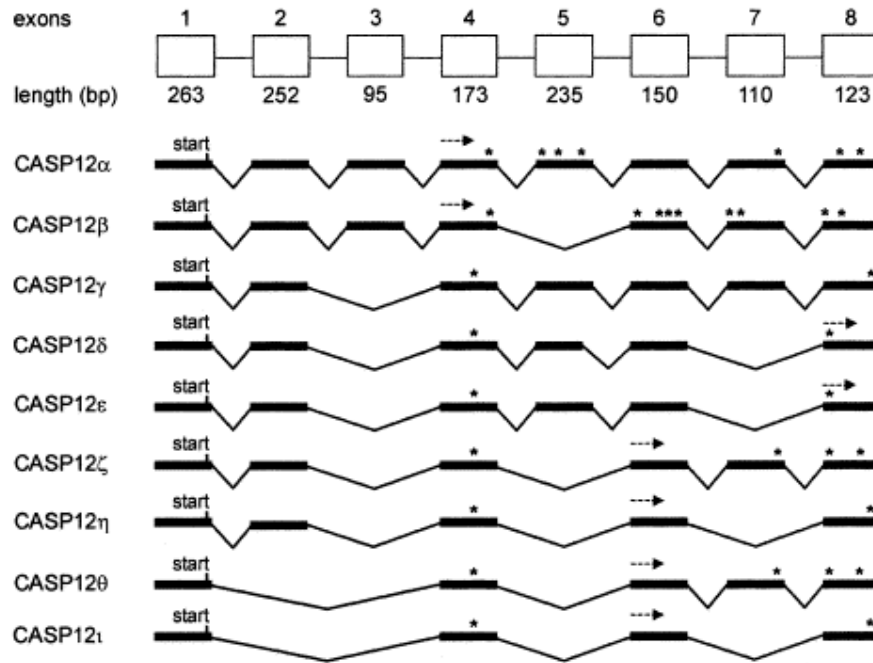 exons 1 2 3 4 5 6 7 8
length (bp) 263 252 95 173 235 150 110 123
start
CASP12α * * * * * * *
start
CASP12β * * * * * * * * *
start
CASP12γ * *
start
CASP12δ * *
start
CASP12ε * *
start
CASP12ζ * * * *
start
CASP12η * *
start
CASP12θ * * * *
start
CASP12ι * *